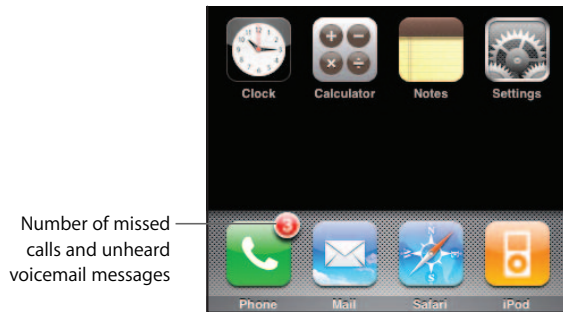 Clock Calculator Notes Settings
Number of missed
calls and unheard
voicemail messages
3
Phone Mail Safari iPod